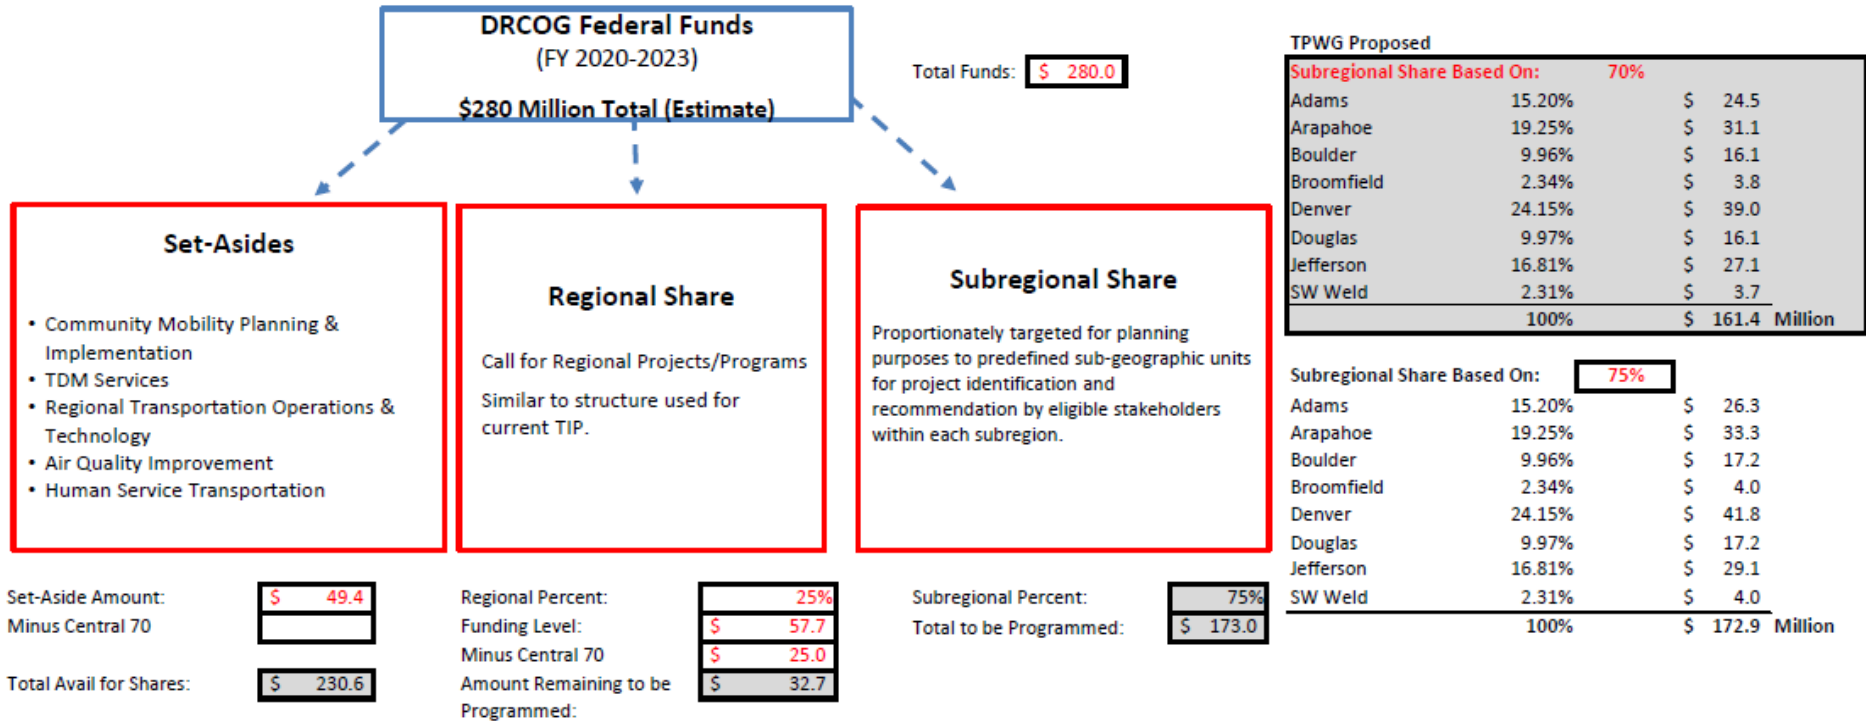 DRCOG Federal Funds
(FY 2020-2023)
$280 Million Total (Estimate)
Total Funds: $ 280.0
Set-Asides
• Community Mobility Planning &
Implementation
• TDM Services
• Regional Transportation Operations &
Technology
• Air Quality Improvement
• Human Service Transportation
Regional Share
Call for Regional Projects/Programs
Similar to structure used for
current TIP.
Subregional Share
Proportionately targeted for planning
purposes to predefined sub-geographic units
for project identification and
recommendation by eligible stakeholders
within each subregion.
Set-Aside Amount: $ 49.4
Minus Central 70
Total Avail for Shares: $ 230.6
Regional Percent: 25%
Funding Level: $ 57.7
Minus Central 70 $ 25.0
Amount Remaining to be $ 32.7
Programmed:
Subregional Percent: 75%
Total to be Programmed: $ 173.0
TPWG Proposed
Subregional Share Based On: 70%
Adams 15.20% $ 24.5
Arapahoe 19.25% $ 31.1
Boulder 9.96% $ 16.1
Broomfield 2.34% $ 3.8
Denver 24.15% $ 39.0
Douglas 9.97% $ 16.1
Jefferson 16.81% $ 27.1
SW Weld 2.31% $ 3.7
100% $ 161.4 Million
Subregional Share Based On: 75%
Adams 15.20% $ 26.3
Arapahoe 19.25% $ 33.3
Boulder 9.96% $ 17.2
Broomfield 2.34% $ 4.0
Denver 24.15% $ 41.8
Douglas 9.97% $ 17.2
Jefferson 16.81% $ 29.1
SW Weld 2.31% $ 4.0
100% $ 172.9 Million